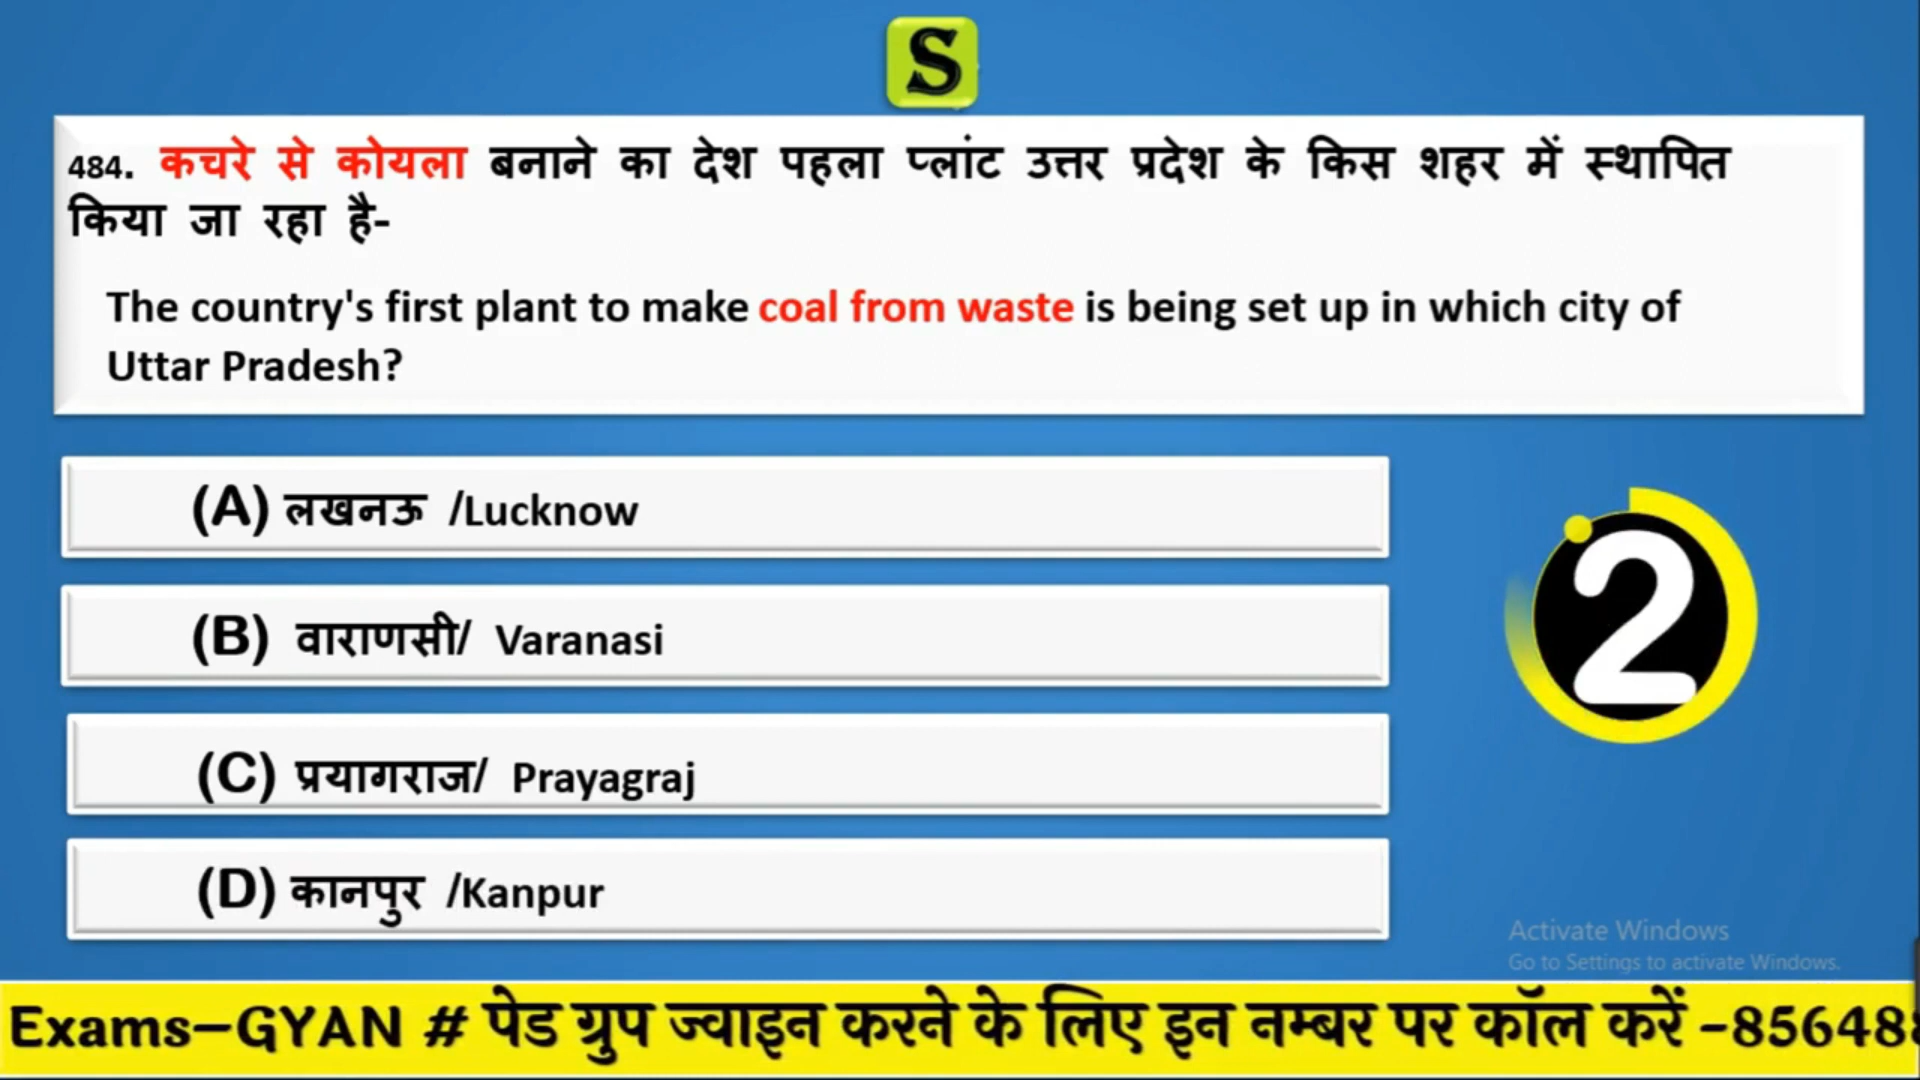 S
484. कचरे से कोयला बनाने का देश पहला प्लांट उत्तर प्रदेश के किस शहर में स्थापित
किया जा रहा है-
The country's first plant to make coal from waste is being set up in which city of
Uttar Pradesh?
(A) लखनऊ /Lucknow
(B) वाराणसी/ Varanasi
2
(C) प्रयागराज/ Prayagraj
(D) कानपुर /Kanpur
Activate Windows
Go to Settings to activate Windows.
Exams-GYAN # पेड ग्रुप ज्वाइन करने के लिए इन नम्बर पर कॉल करें -85648